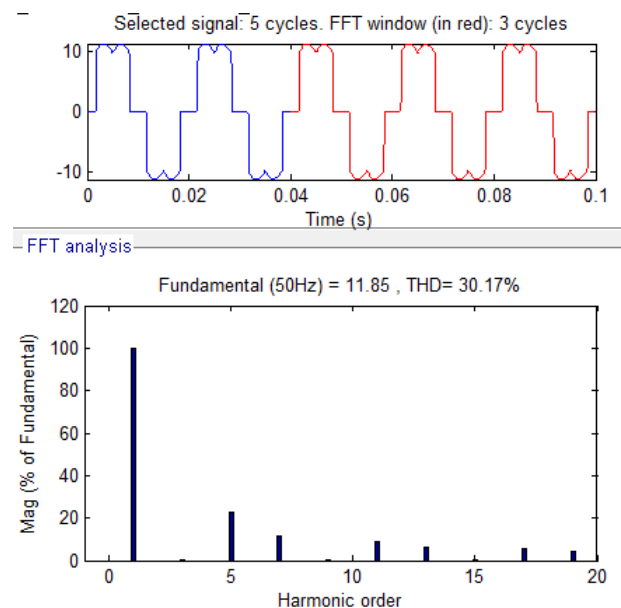 Selected signal: 5 cycles. FFT window (in red): 3 cycles
10
0
-10
0 0.02 0.04 0.06 0.08 0.1
Time (s)
FFT analysis
Fundamental (50Hz) = 11.85 , THD= 30.17%
120
100
80
60
40
20
0
0 5 10 15 20
Mag (% of Fundamental)
Harmonic order